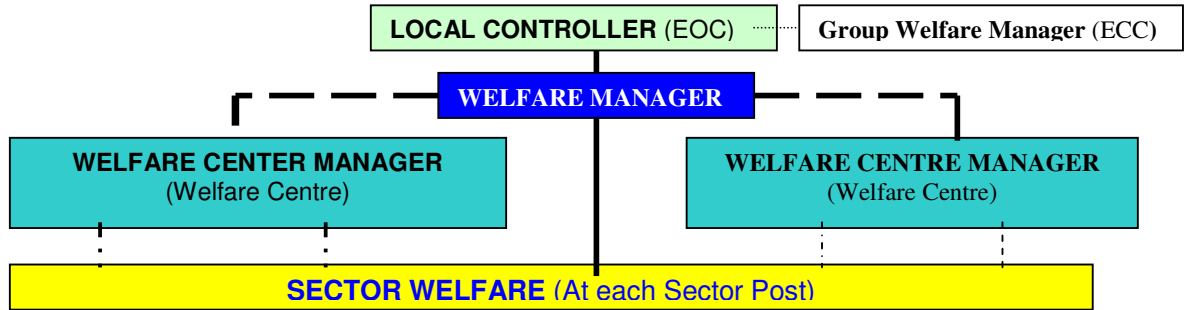 LOCAL CONTROLLER (EOC)
Group Welfare Manager (ECC)
WELFARE MANAGER
WELFARE CENTER MANAGER
(Welfare Centre)
WELFARE CENTRE MANAGER
(Welfare Centre)
SECTOR WELFARE (At each Sector Post)